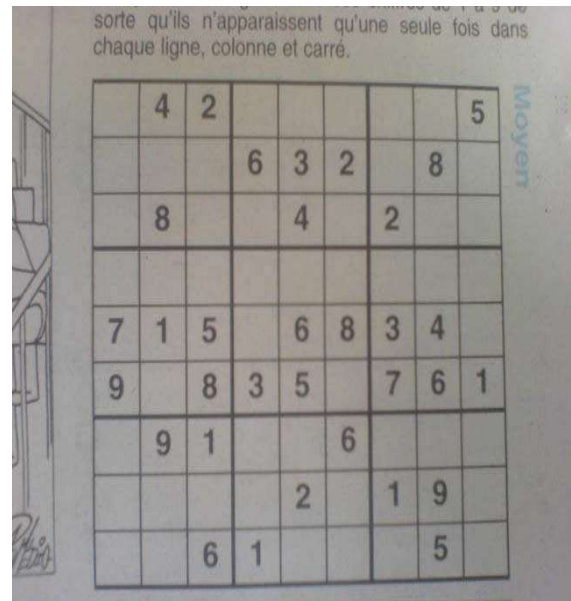 sorte qu'ils n'apparaissent qu'une seule fois dans
chaque ligne, colonne et carré.
Moyen
4 2 5
6 3 2 8
8 4 2
7 1 5 6 8 3 4
9 8 3 5 7 6 1
9 1 6
2 1 9
6 1 5